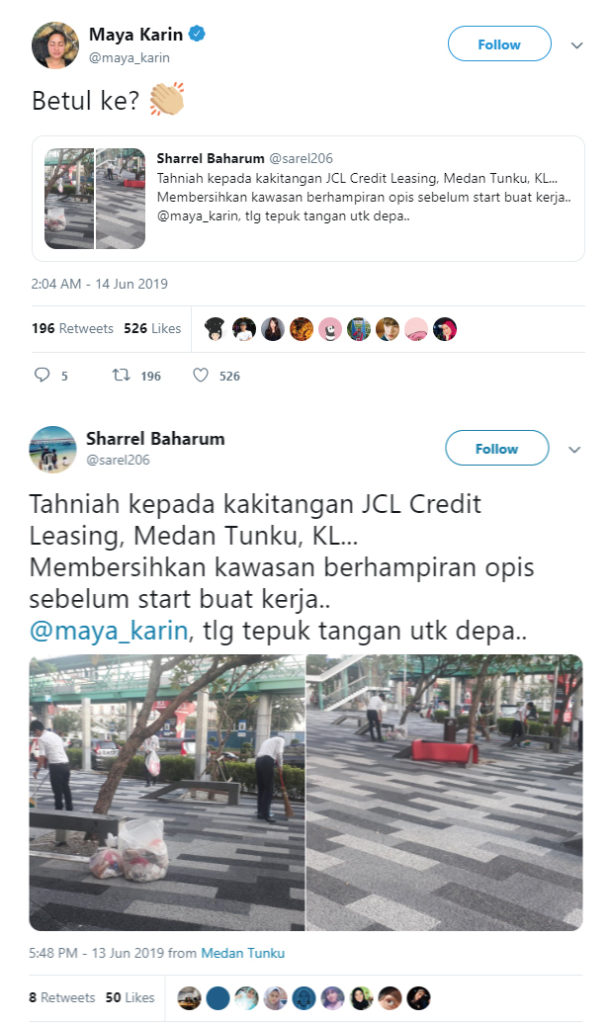 Maya Karin
@maya_karin
Follow
Betul ke? 👏🏼
Sharrel Baharum @sarel206
Tahniah kepada kakitangan JCL Credit Leasing, Medan Tunku, KL...
Membersihkan kawasan berhampiran opis sebelum start buat kerja..
@maya_karin, tlg tepuk tangan utk depa..
2:04 AM - 14 Jun 2019
196 Retweets 526 Likes
5 196 526
Sharrel Baharum
@sarel206
Follow
Tahniah kepada kakitangan JCL Credit
Leasing, Medan Tunku, KL...
Membersihkan kawasan berhampiran opis
sebelum start buat kerja..
@maya_karin, tlg tepuk tangan utk depa..
5:48 PM - 13 Jun 2019 from Medan Tunku
8 Retweets 50 Likes